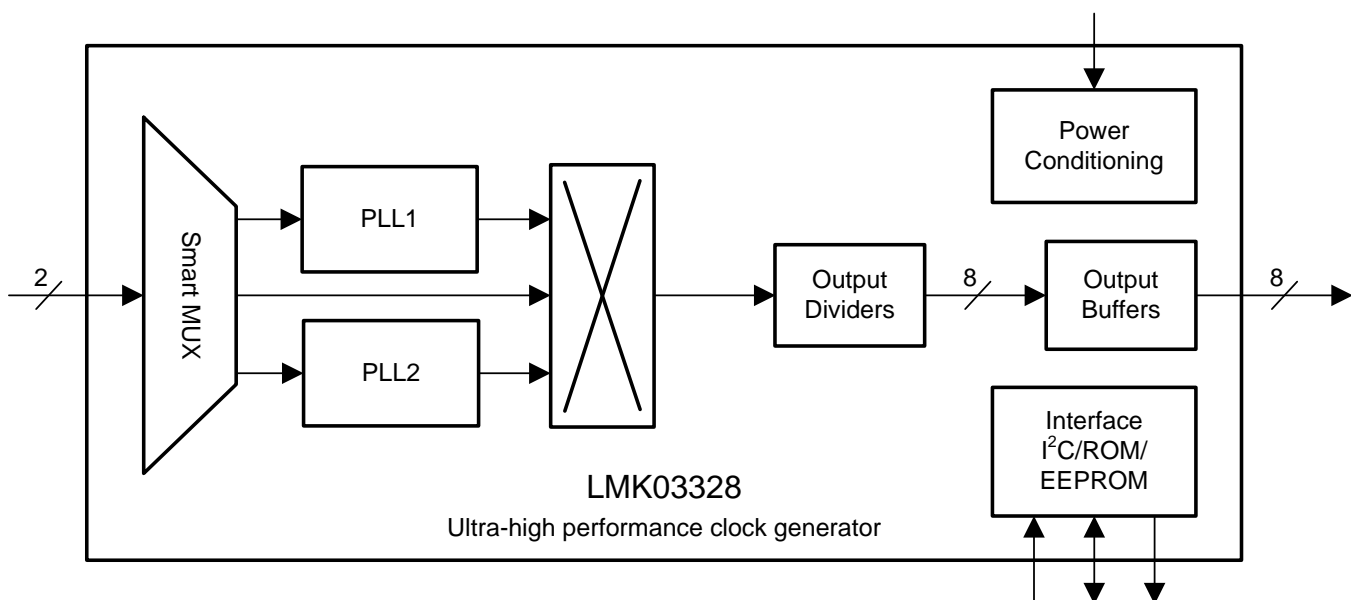 Power
Conditioning
PLL1
Smart MUX
2
Output
Dividers
8
Output
Buffers
8
PLL2
Interface
I²C/ROM/
EEPROM
LMK03328
Ultra-high performance clock generator